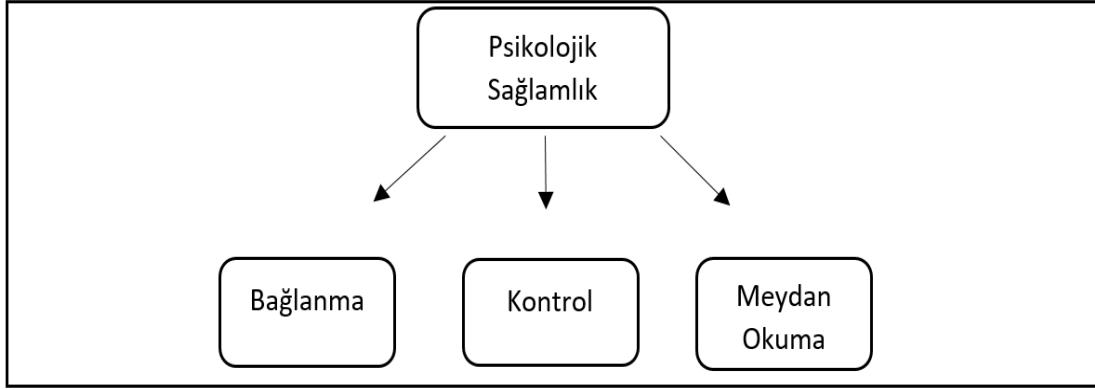 Psikolojik
Sağlamlık
Bağlanma
Kontrol
Meydan
Okuma